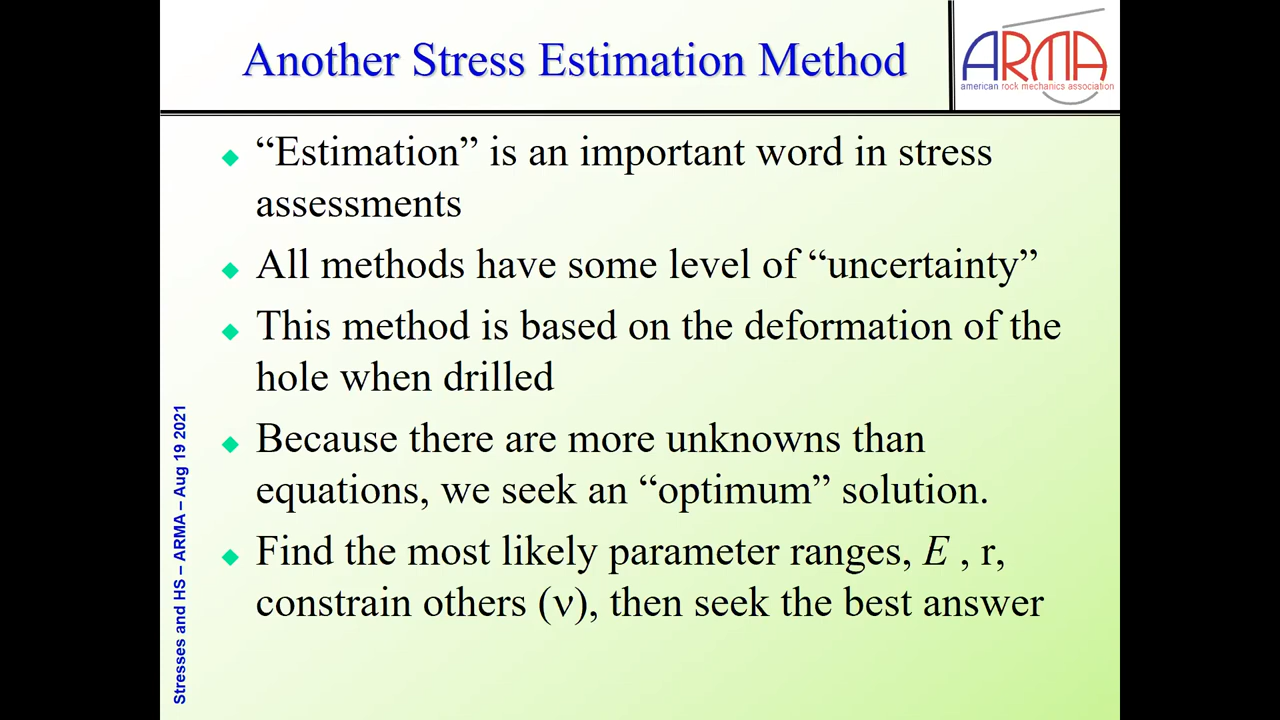 Another Stress Estimation Method
ARMA
american rock mechanics association
“Estimation” is an important word in stress
assessments
All methods have some level of “uncertainty”
This method is based on the deformation of the
hole when drilled
Because there are more unknowns than
equations, we seek an “optimum” solution.
Find the most likely parameter ranges, E , r,
constrain others (ν), then seek the best answer
Stresses and HS – ARMA – Aug 19 2021